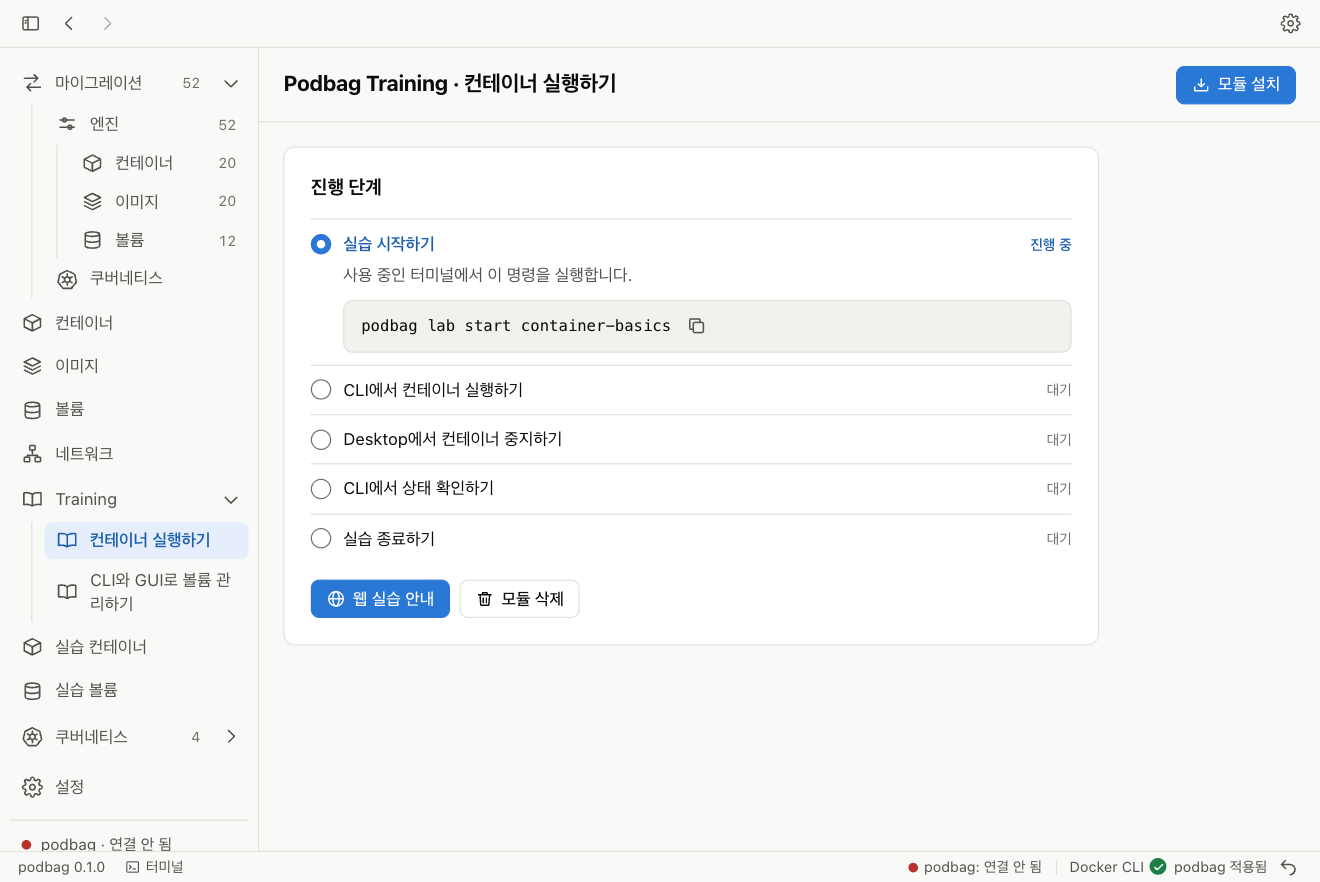 마이그레이션 52
엔진 52
컨테이너 20
이미지 20
볼륨 12
쿠버네티스
컨테이너
이미지
볼륨
네트워크
Training
컨테이너 실행하기
CLI와 GUI로 볼륨 관
리하기
실습 컨테이너
실습 볼륨
쿠버네티스 4
설정
podbag · 연결 안 됨
Podbag Training · 컨테이너 실행하기
모듈 설치
진행 단계
실습 시작하기 진행 중
사용 중인 터미널에서 이 명령을 실행합니다.
podbag lab start container-basics
CLI에서 컨테이너 실행하기 대기
Desktop에서 컨테이너 중지하기 대기
CLI에서 상태 확인하기 대기
실습 종료하기 대기
웹 실습 안내 모듈 삭제
podbag 0.1.0 터미널 podbag: 연결 안 됨 Docker CLI podbag 적용됨